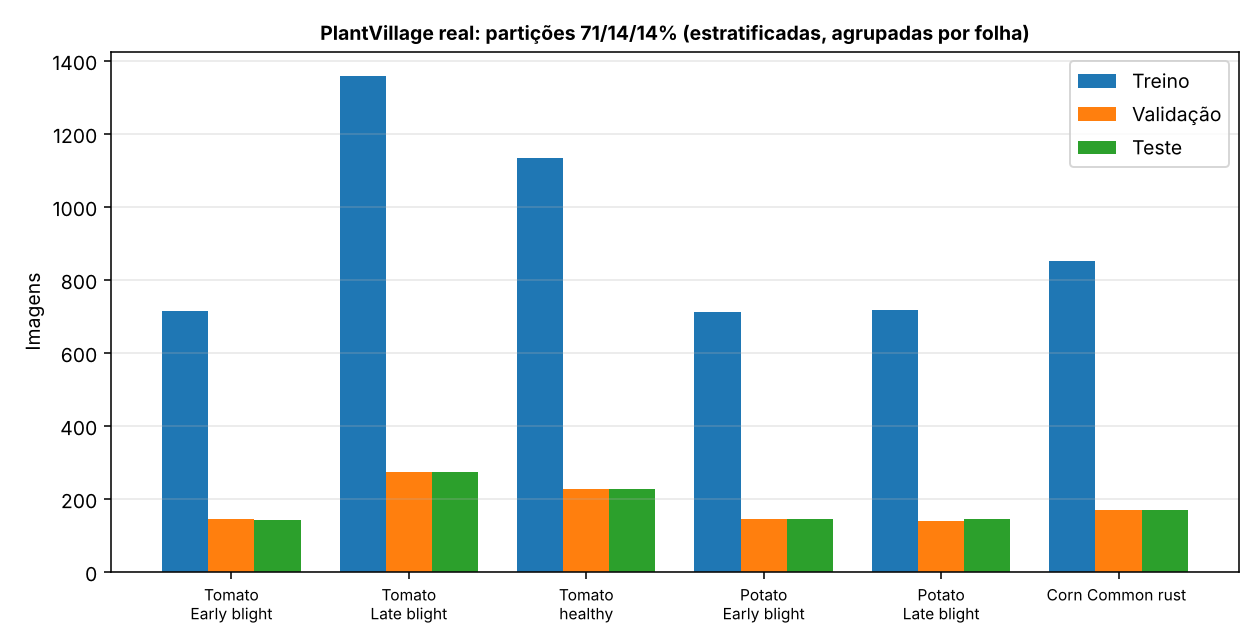 PlantVillage real: partições 71/14/14% (estratificadas, agrupadas por folha)
1400
1200
1000
800
600
400
200
0
Imagens
Treino
Validação
Teste
Tomato
Early blight
Tomato
Late blight
Tomato
healthy
Potato
Early blight
Potato
Late blight
Corn Common rust